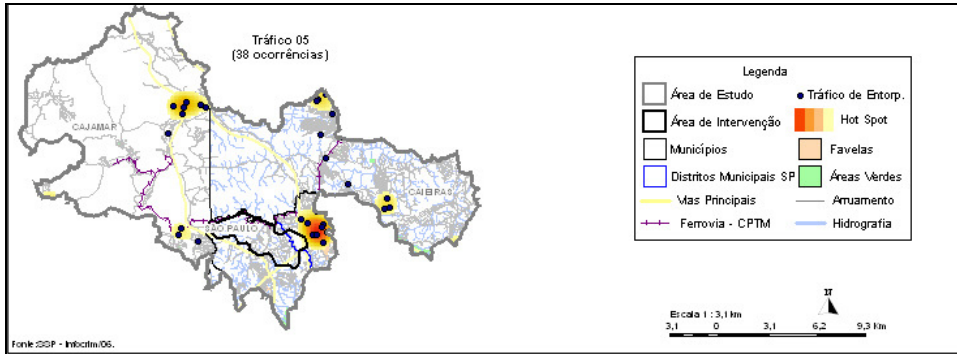 Tráfico 05
(38 ocorrências)
CAJAMAR
CAIEIRAS
SÃO PAULO
Legenda
Área de Estudo
Tráfico de Entorp.
Área de Intervenção
Hot Spot
Municípios
Favelas
Distritos Municipais SP
Áreas Verdes
Vias Principais
Arruamento
Ferrovia - CPTM
Hidrografia
N
Escala 1 : 3,1 km
3,1 0 3,1 6,2 9,3 Km
Fonte:SSP - Infocrim/06.